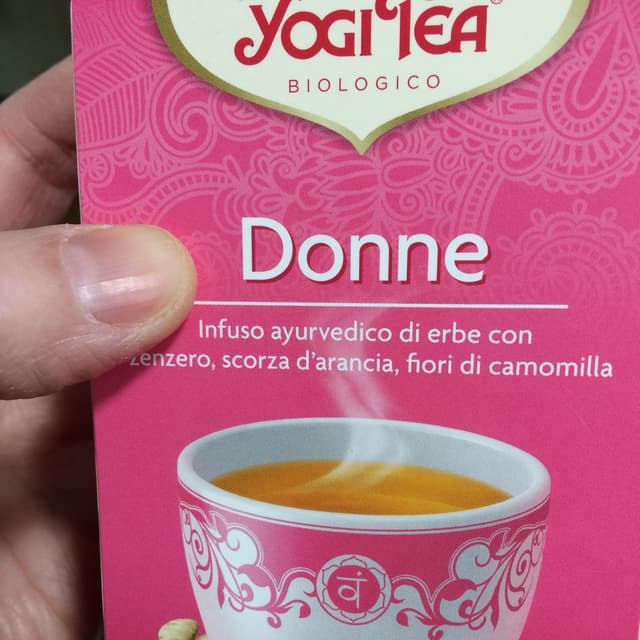 YOGI TEA®
BIOLOGICO
Donne
Infuso ayurvedico di erbe con
zenzero, scorza d'arancia, fiori di camomilla
वं